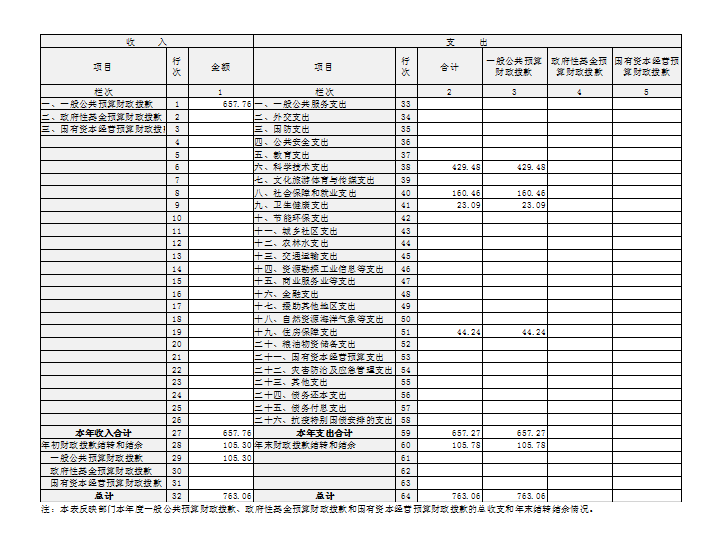 收 入 支 出
项目 行次 金额 项目 行次 合计 一般公共预算财政拨款 政府性基金预算财政拨款 国有资本经营预算财政拨款
栏次 1 栏次 2 3 4 5
一、一般公共预算财政拨款 1 657.76 一、一般公共服务支出 33
二、政府性基金预算财政拨款 2 二、外交支出 34
三、国有资本经营预算财政拨 3 三、国防支出 35
4 四、公共安全支出 36
5 五、教育支出 37
6 六、科学技术支出 38 429.48 429.48
7 七、文化旅游体育与传媒支出 39
8 八、社会保障和就业支出 40 160.46 160.46
9 九、卫生健康支出 41 23.09 23.09
10 十、节能环保支出 42
11 十一、城乡社区支出 43
12 十二、农林水支出 44
13 十三、交通运输支出 45
14 十四、资源勘探工业信息等支出 46
15 十五、商业服务业等支出 47
16 十六、金融支出 48
17 十七、援助其他地区支出 49
18 十八、自然资源海洋气象等支出 50
19 十九、住房保障支出 51 44.24 44.24
20 二十、粮油物资储备支出 52
21 二十一、国有资本经营预算支出 53
22 二十二、灾害防治及应急管理支出 54
23 二十三、其他支出 55
24 二十四、债务还本支出 56
25 二十五、债务付息支出 57
26 二十六、抗疫特别国债安排的支出 58
本年收入合计 27 657.76 本年支出合计 59 657.27 657.27
年初财政拨款结转和结余 28 105.30 年末财政拨款结转和结余 60 105.78 105.78
一般公共预算财政拨款 29 105.30 61
政府性基金预算财政拨款 30 62
国有资本经营预算财政拨款 31 63
总计 32 763.06 总计 64 763.06 763.06
注：本表反映部门本年度一般公共预算财政拨款、政府性基金预算财政拨款和国有资本经营预算财政拨款的总收支和年末结转结余情况。